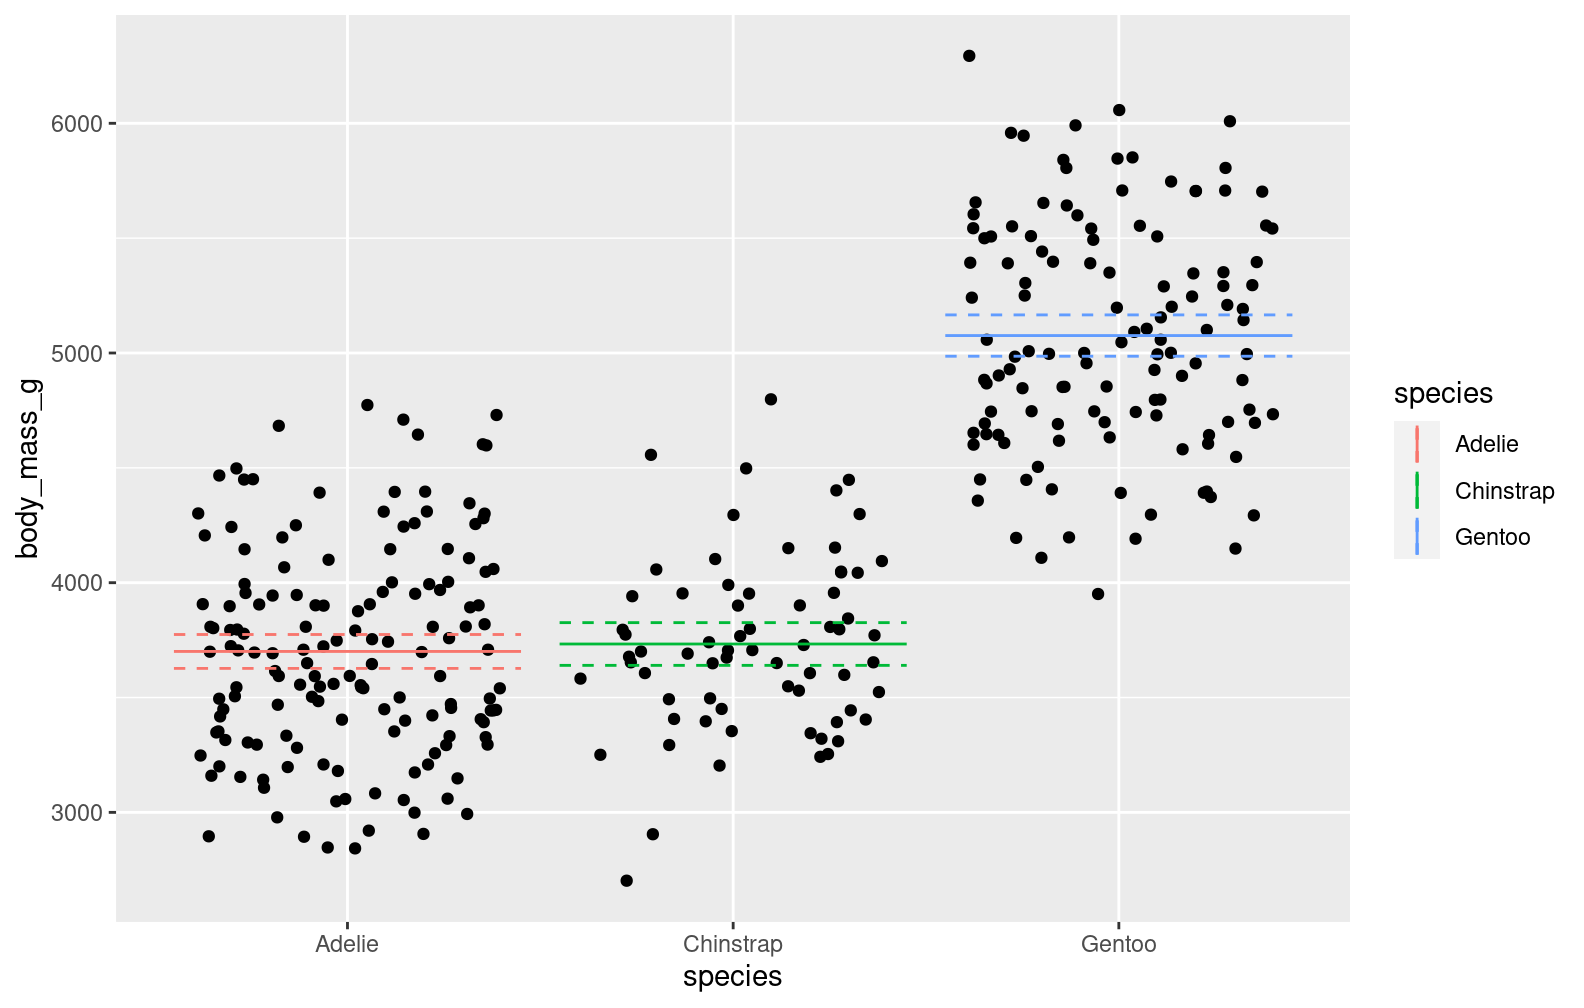 body_mass_g
6000
5000
4000
3000
Adelie
Chinstrap
Gentoo
species
species
Adelie
Chinstrap
Gentoo